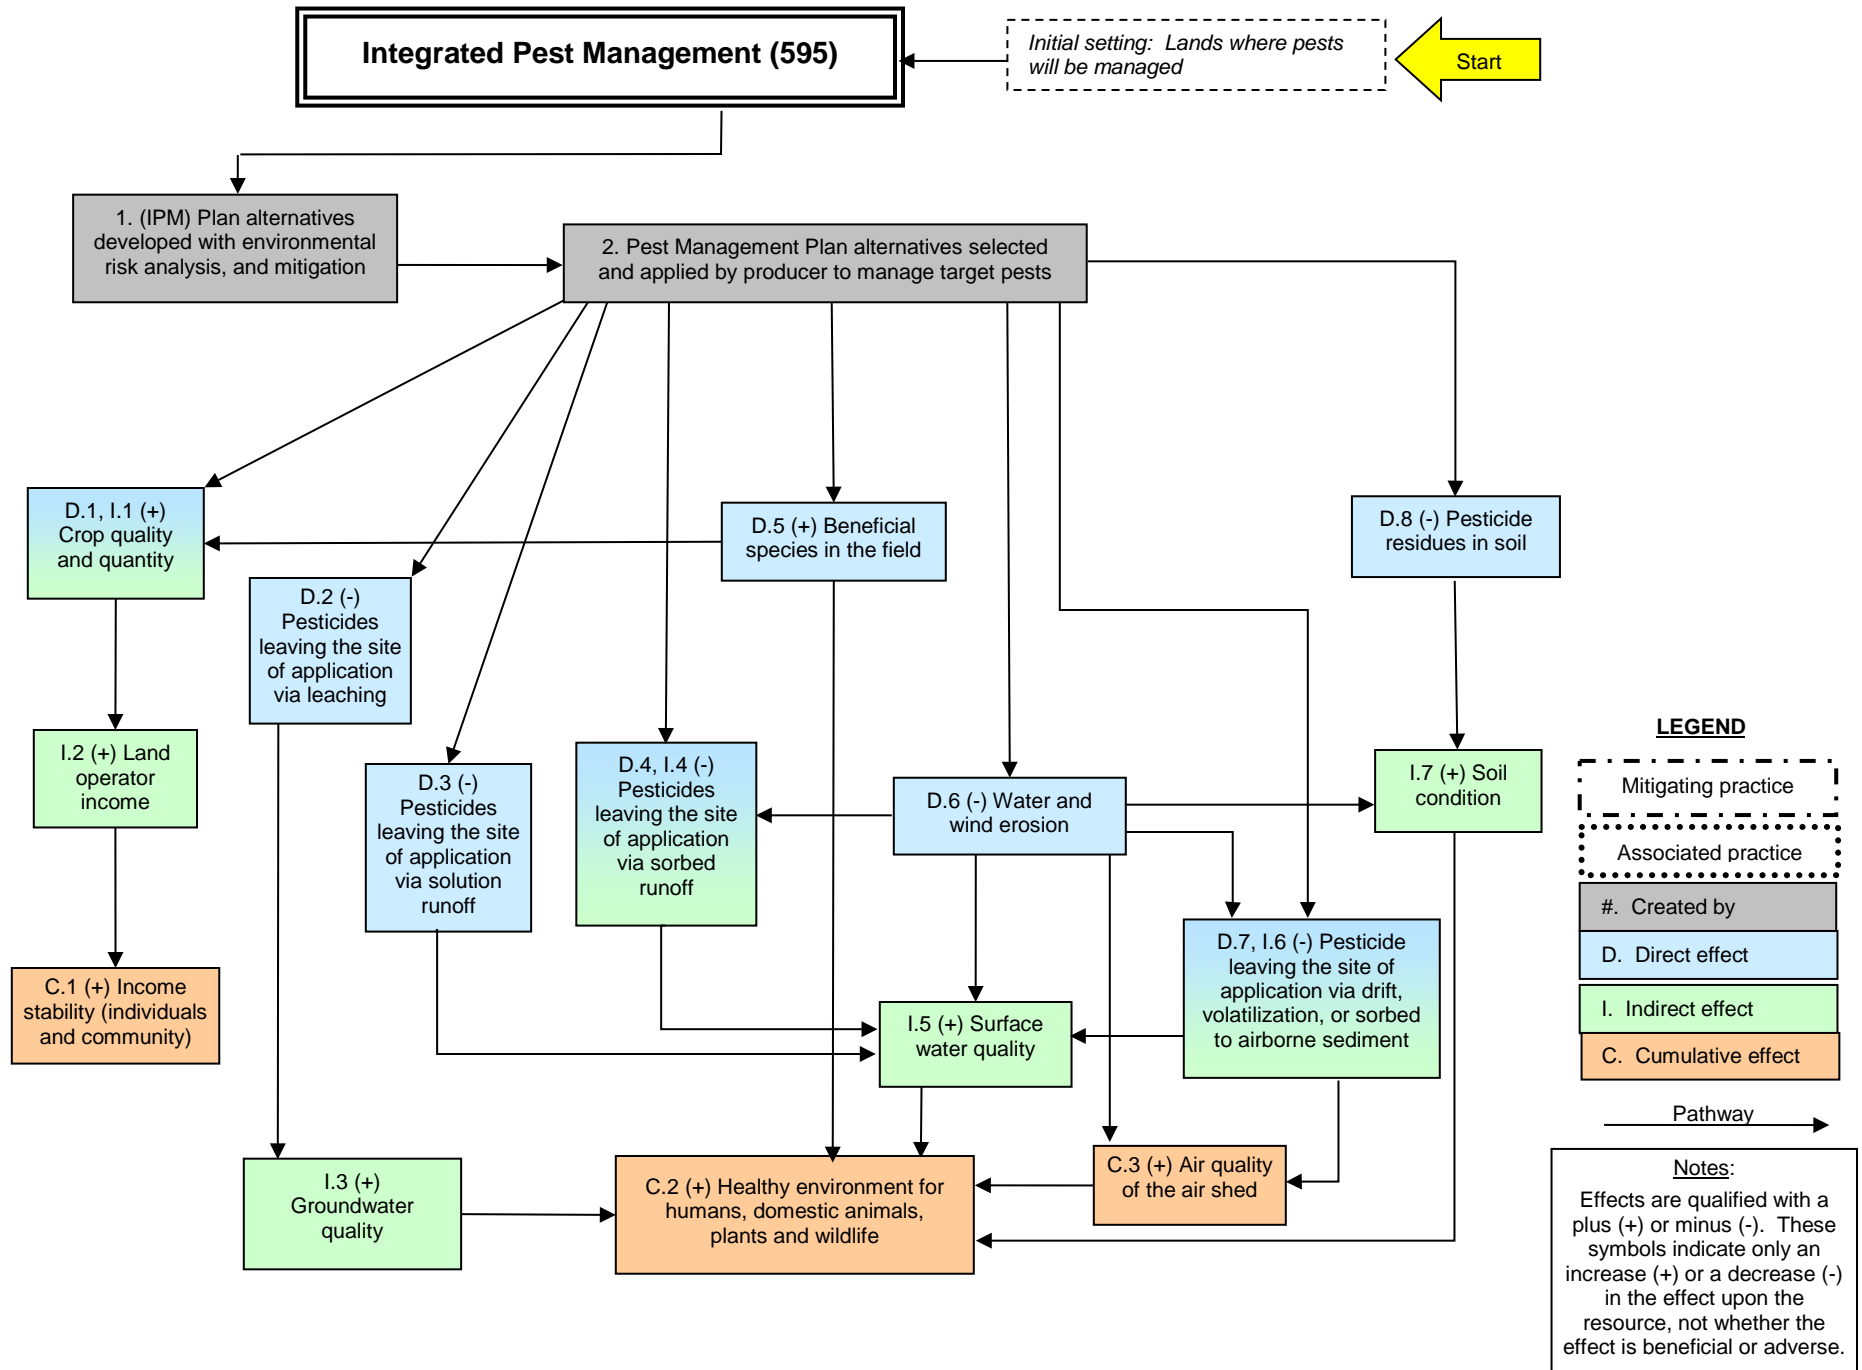 Integrated Pest Management (595)
Initial setting:  Lands where pests
will be managed
Start
1. (IPM) Plan alternatives
developed with environmental
risk analysis, and mitigation
2. Pest Management Plan alternatives selected
and applied by producer to manage target pests
D.1, I.1 (+)
Crop quality
and quantity
D.5 (+) Beneficial
species in the field
D.8 (-) Pesticide
residues in soil
D.2 (-)
Pesticides
leaving the site
of application
via leaching
I.2 (+) Land
operator
income
D.3 (-)
Pesticides
leaving the site
of application
via solution
runoff
D.4, I.4 (-)
Pesticides
leaving the site
of application
via sorbed
runoff
D.6 (-) Water and
wind erosion
I.7 (+) Soil
condition
C.1 (+) Income
stability (individuals
and community)
I.5 (+) Surface
water quality
D.7, I.6 (-) Pesticide
leaving the site of
application via drift,
volatilization, or sorbed
to airborne sediment
I.3 (+)
Groundwater
quality
C.2 (+) Healthy environment for
humans, domestic animals,
plants and wildlife
C.3 (+) Air quality
of the air shed
LEGEND
Mitigating practice
Associated practice
#.  Created by
D.  Direct effect
I.  Indirect effect
C.  Cumulative effect
Pathway
Notes:
Effects are qualified with a
plus (+) or minus (-).  These
symbols indicate only an
increase (+) or a decrease (-)
in the effect upon the
resource, not whether the
effect is beneficial or adverse.